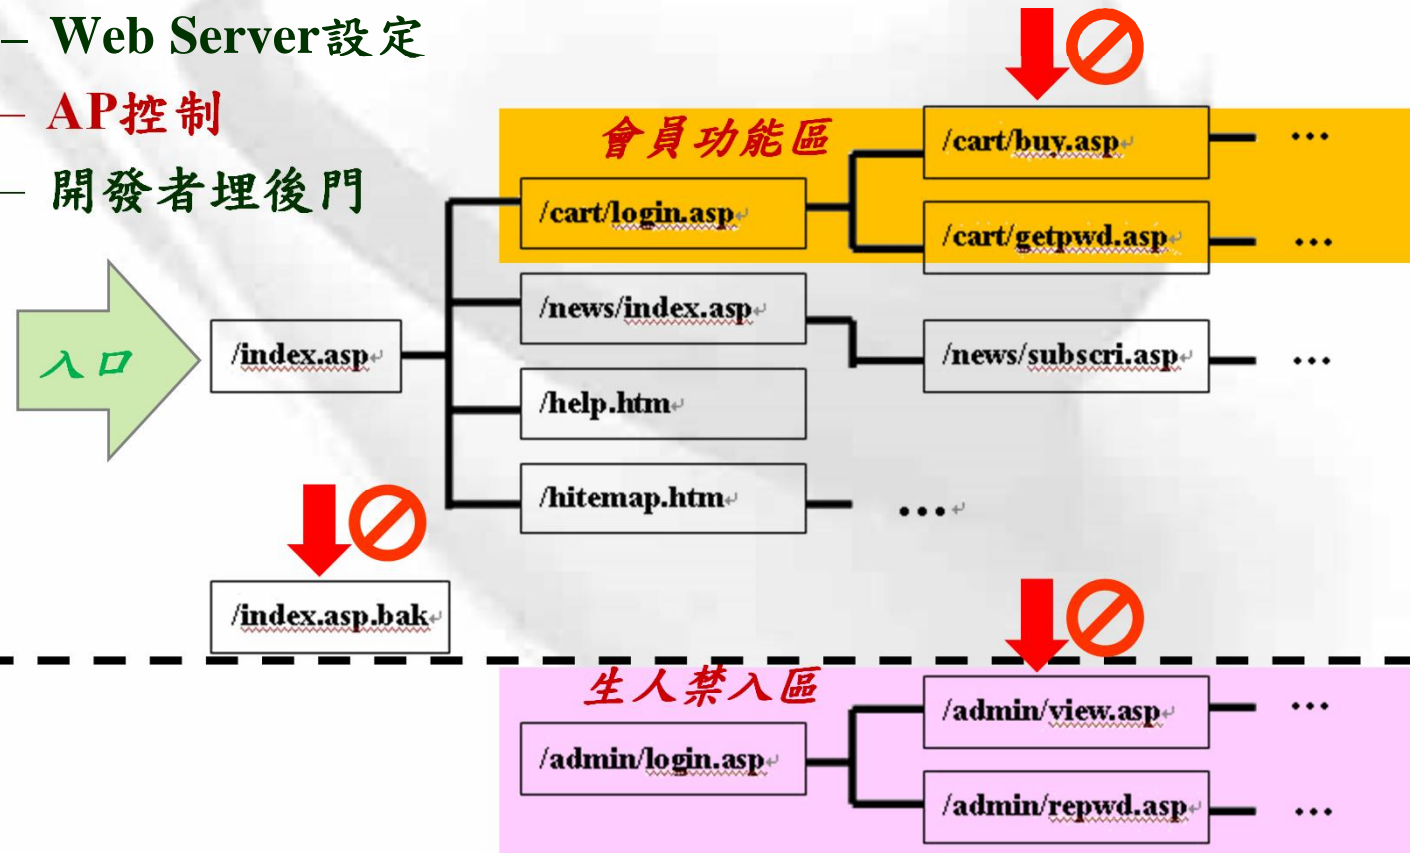 – Web Server設定
– AP控制
– 開發者埋後門
會員功能區
/cart/buy.asp
...
/cart/login.asp
/cart/getpwd.asp
...
/news/index.asp
入口
/index.asp
/news/subscri.asp
...
/help.htm
/hitemap.htm
...
/index.asp.bak
生人禁入區
/admin/view.asp
...
/admin/login.asp
/admin/repwd.asp
...